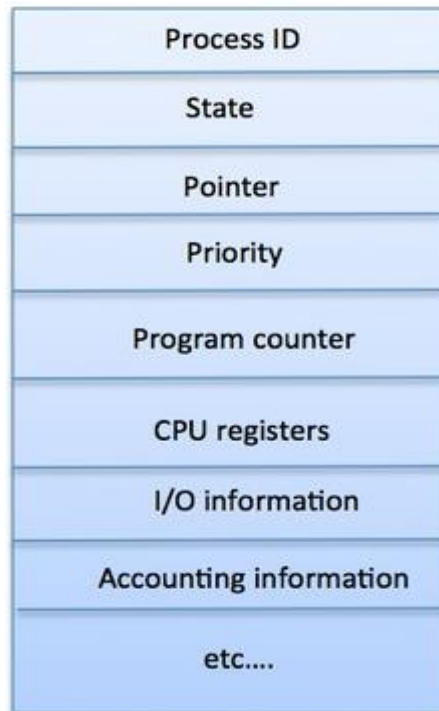 Process ID
State
Pointer
Priority
Program counter
CPU registers
I/O information
Accounting information
etc....